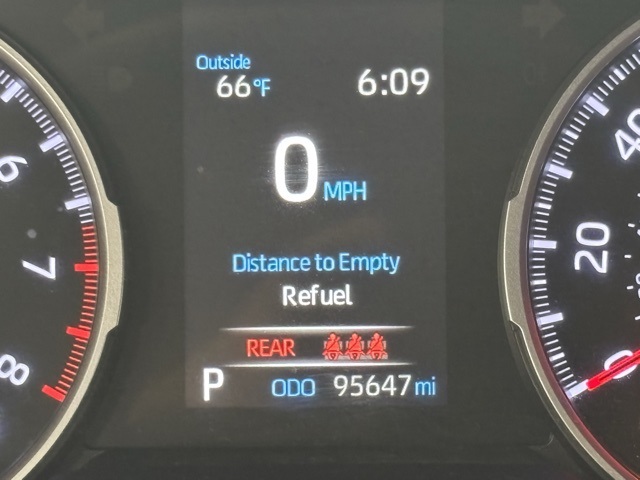 Outside
66°F 6:09
0 MPH
Distance to Empty
Refuel
REAR
P ODO 95647 mi
6
7
8
40
20
0